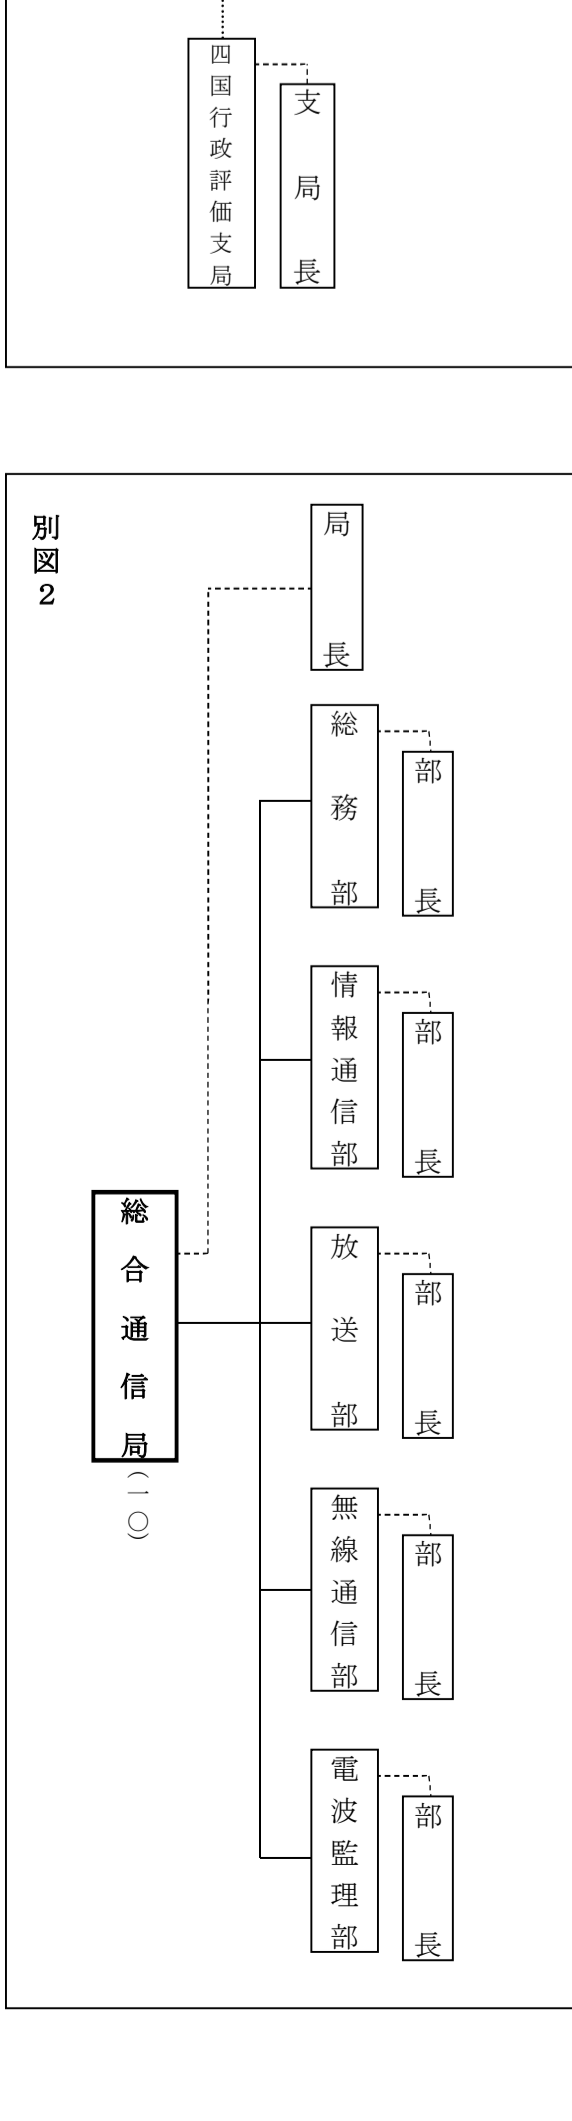 四国行政評価支局
支局長
別図２
総合通信局（一〇）
局長
総務部
部長
情報通信部
部長
放送部
部長
無線通信部
部長
電波監理部
部長